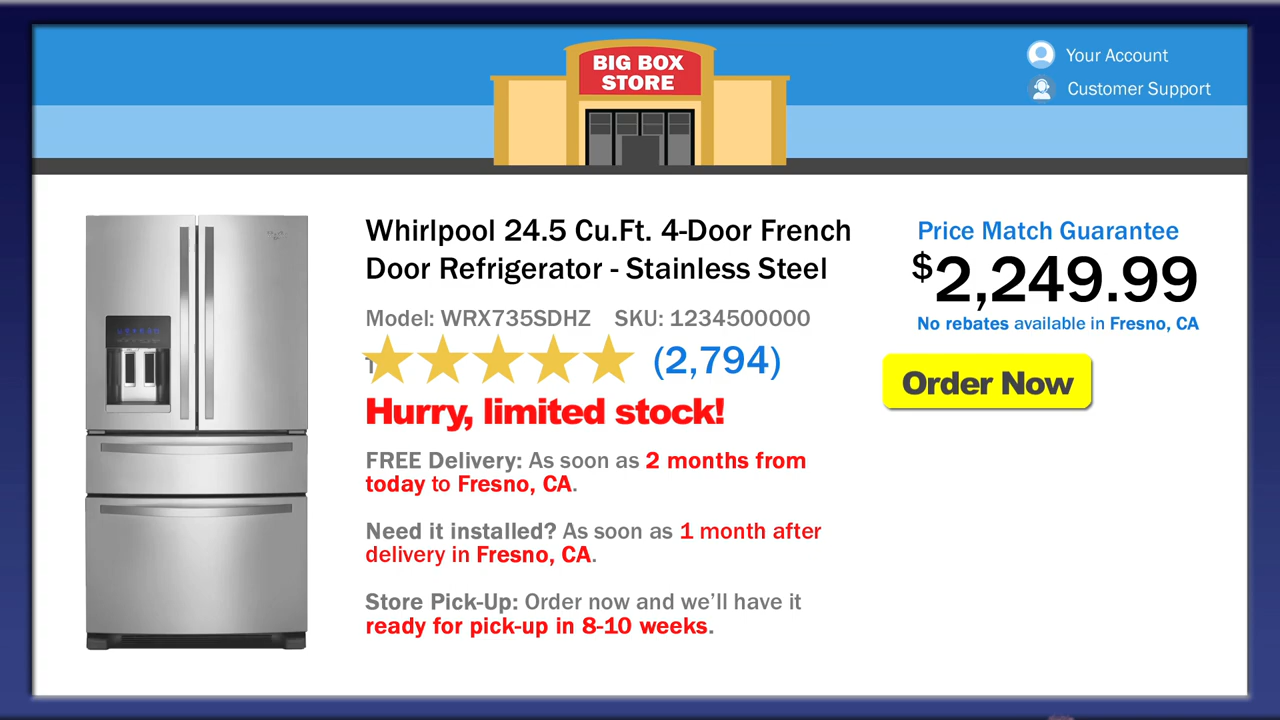 BIG BOX
STORE
Your Account
Customer Support
Whirlpool 24.5 Cu.Ft. 4-Door French
Door Refrigerator - Stainless Steel
Model: WRX735SDHZ SKU: 1234500000
(2,794)
Hurry, limited stock!
FREE Delivery: As soon as 2 months from
today to Fresno, CA.
Need it installed? As soon as 1 month after
delivery in Fresno, CA.
Store Pick-Up: Order now and we'll have it
ready for pick-up in 8-10 weeks.
Price Match Guarantee
$2,249.99
No rebates available in Fresno, CA
Order Now